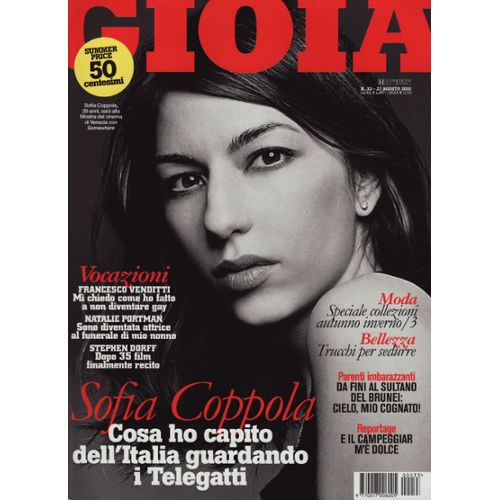 GIOIA
SUMMER
PRICE
50
centesimi
Sofia Coppola,
39 anni, sarà alla
Mostra del cinema
di Venezia con
Somewhere
Vocazioni
FRANCESCO VENDITTI
Mi chiedo come ho fatto
a non diventare gay
NATALIE PORTMAN
Sono diventata attrice
al funerale di mio nonno
STEPHEN DORFF
Dopo 35 film
finalmente recito
Moda
Speciale collezioni
autunno inverno/3
Bellezza
Trucchi per sedurre
Parenti imbarazzanti
DA FINI AL SULTANO
DEL BRUNEI:
CIELO, MIO COGNATO!
Reportage
E IL CAMPEGGIAR
M'È DOLCE
Sofia Coppola
Cosa ho capito
dell'Italia guardando
i Telegatti